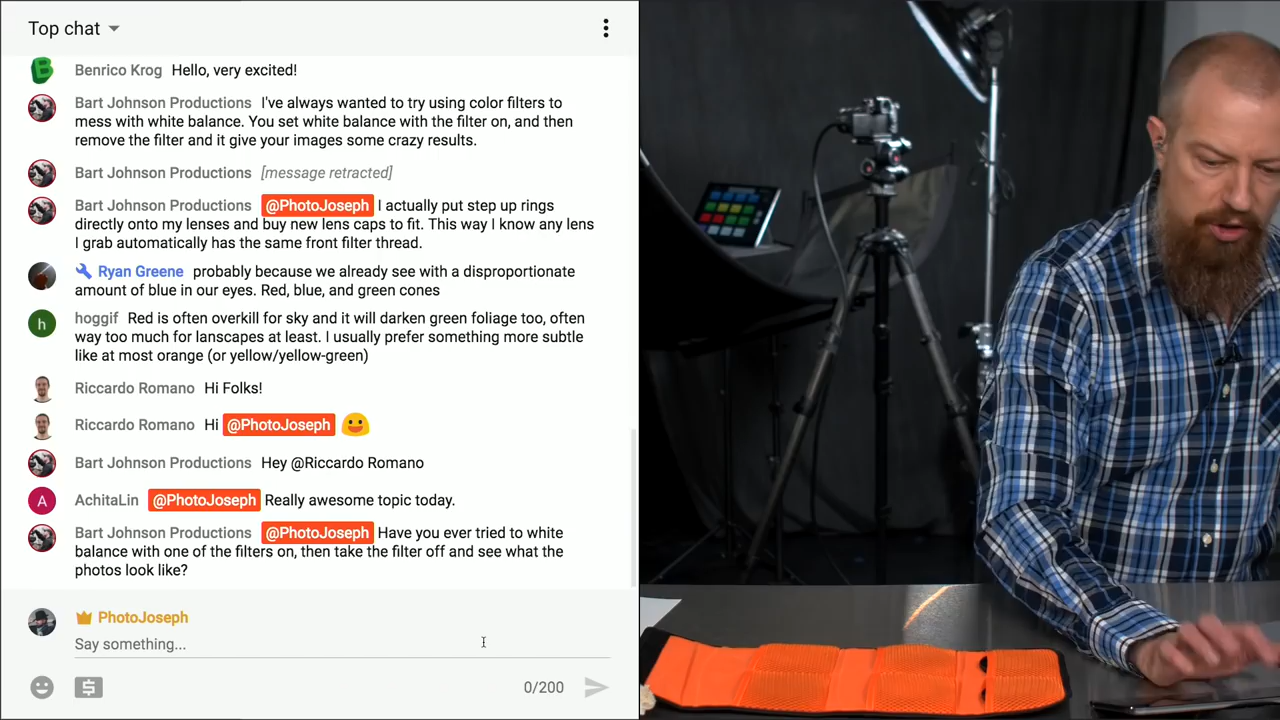 Top chat
B
Benrico Krog Hello, very excited!
Bart Johnson Productions I've always wanted to try using color filters to
mess with white balance. You set white balance with the filter on, and then
remove the filter and it give your images some crazy results.
Bart Johnson Productions [message retracted]
Bart Johnson Productions @PhotoJoseph I actually put step up rings
directly onto my lenses and buy new lens caps to fit. This way I know any lens
I grab automatically has the same front filter thread.
Ryan Greene probably because we already see with a disproportionate
amount of blue in our eyes. Red, blue, and green cones
h
hoggif Red is often overkill for sky and it will darken green foliage too, often
way too much for lanscapes at least. I usually prefer something more subtle
like at most orange (or yellow/yellow-green)
Riccardo Romano Hi Folks!
Riccardo Romano Hi @PhotoJoseph
Bart Johnson Productions Hey @Riccardo Romano
A
AchitaLin @PhotoJoseph Really awesome topic today.
Bart Johnson Productions @PhotoJoseph Have you ever tried to white
balance with one of the filters on, then take the filter off and see what the
photos look like?
PhotoJoseph
Say something...
$
0/200